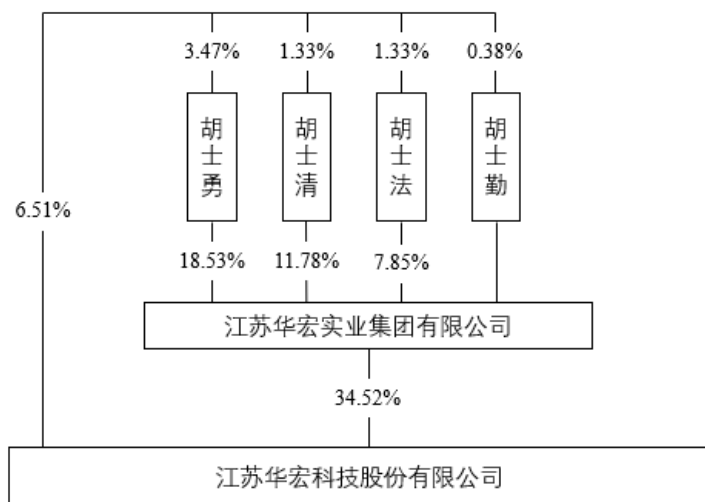 3.47% 1.33% 1.33% 0.38%
胡士勇
胡士清
胡士法
胡士勤
6.51%
18.53% 11.78% 7.85%
江苏华宏实业集团有限公司
34.52%
江苏华宏科技股份有限公司